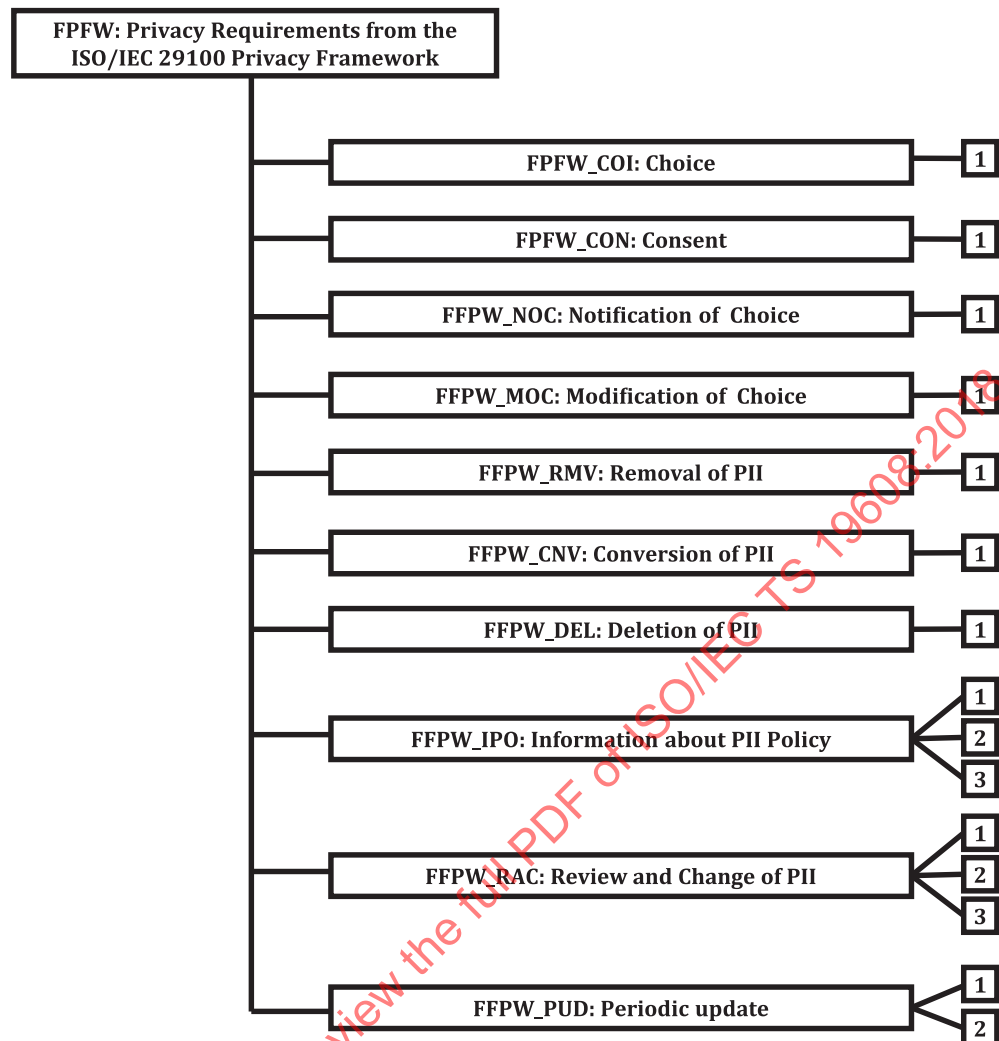 FPFW: Privacy Requirements from the
ISO/IEC 29100 Privacy Framework
FPFW_COI: Choice
1
FPFW_CON: Consent
1
FFPW_NOC: Notification of Choice
1
FFPW_MOC: Modification of Choice
1
FFPW_RMV: Removal of PII
1
FFPW_CNV: Conversion of PII
1
FFPW_DEL: Deletion of PII
1
FFPW_IPO: Information about PII Policy
1
2
3
FFPW_RAC: Review and Change of PII
1
2
3
FFPW_PUD: Periodic update
1
2
view the full PDF of ISO/IEC TS 19608:2018